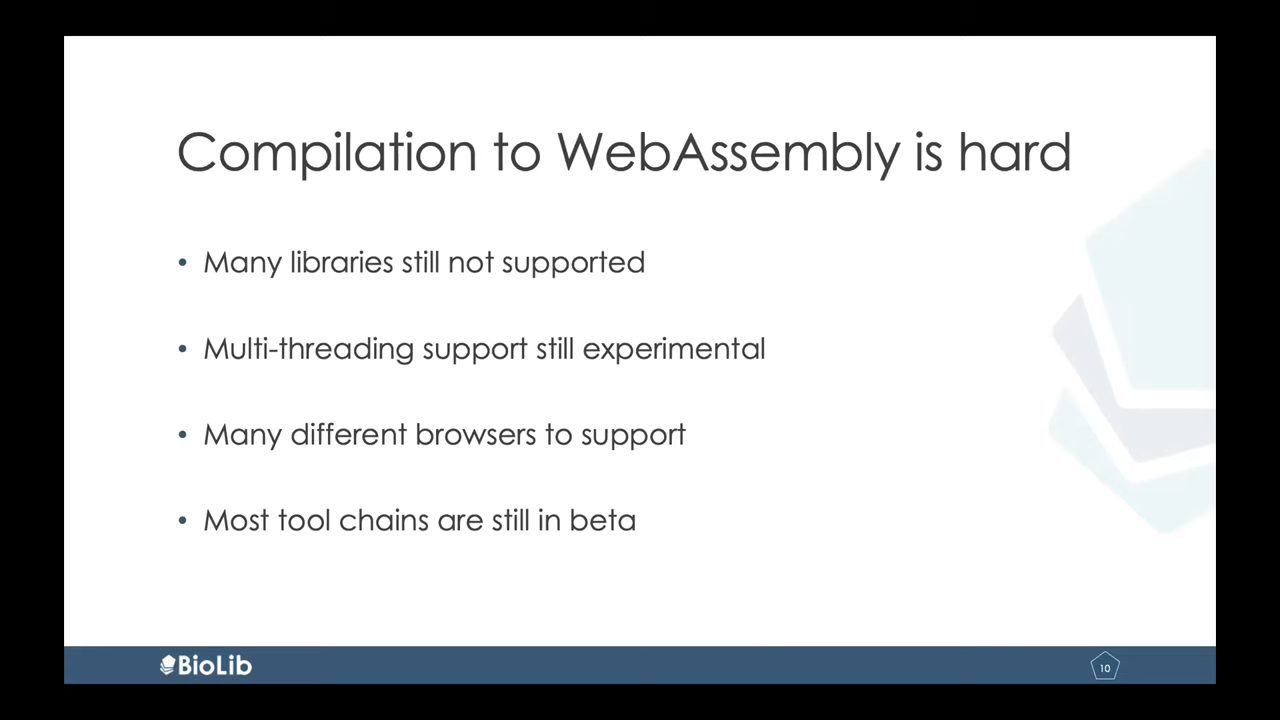 Compilation to WebAssembly is hard
• Many libraries still not supported
• Multi-threading support still experimental
• Many different browsers to support
• Most tool chains are still in beta
BioLib
10